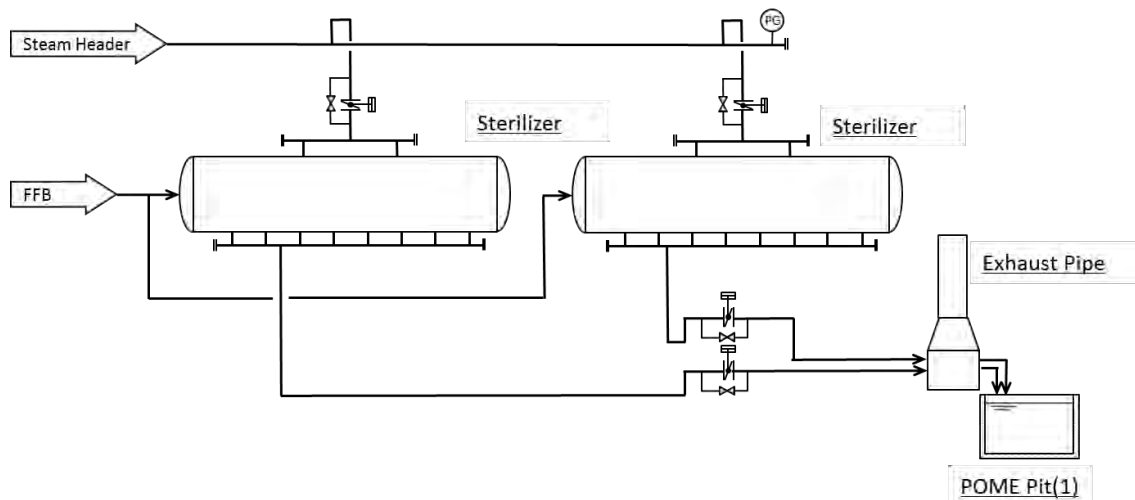 PG
Steam Header
Sterilizer
Sterilizer
FFB
Exhaust Pipe
POME Pit(1)